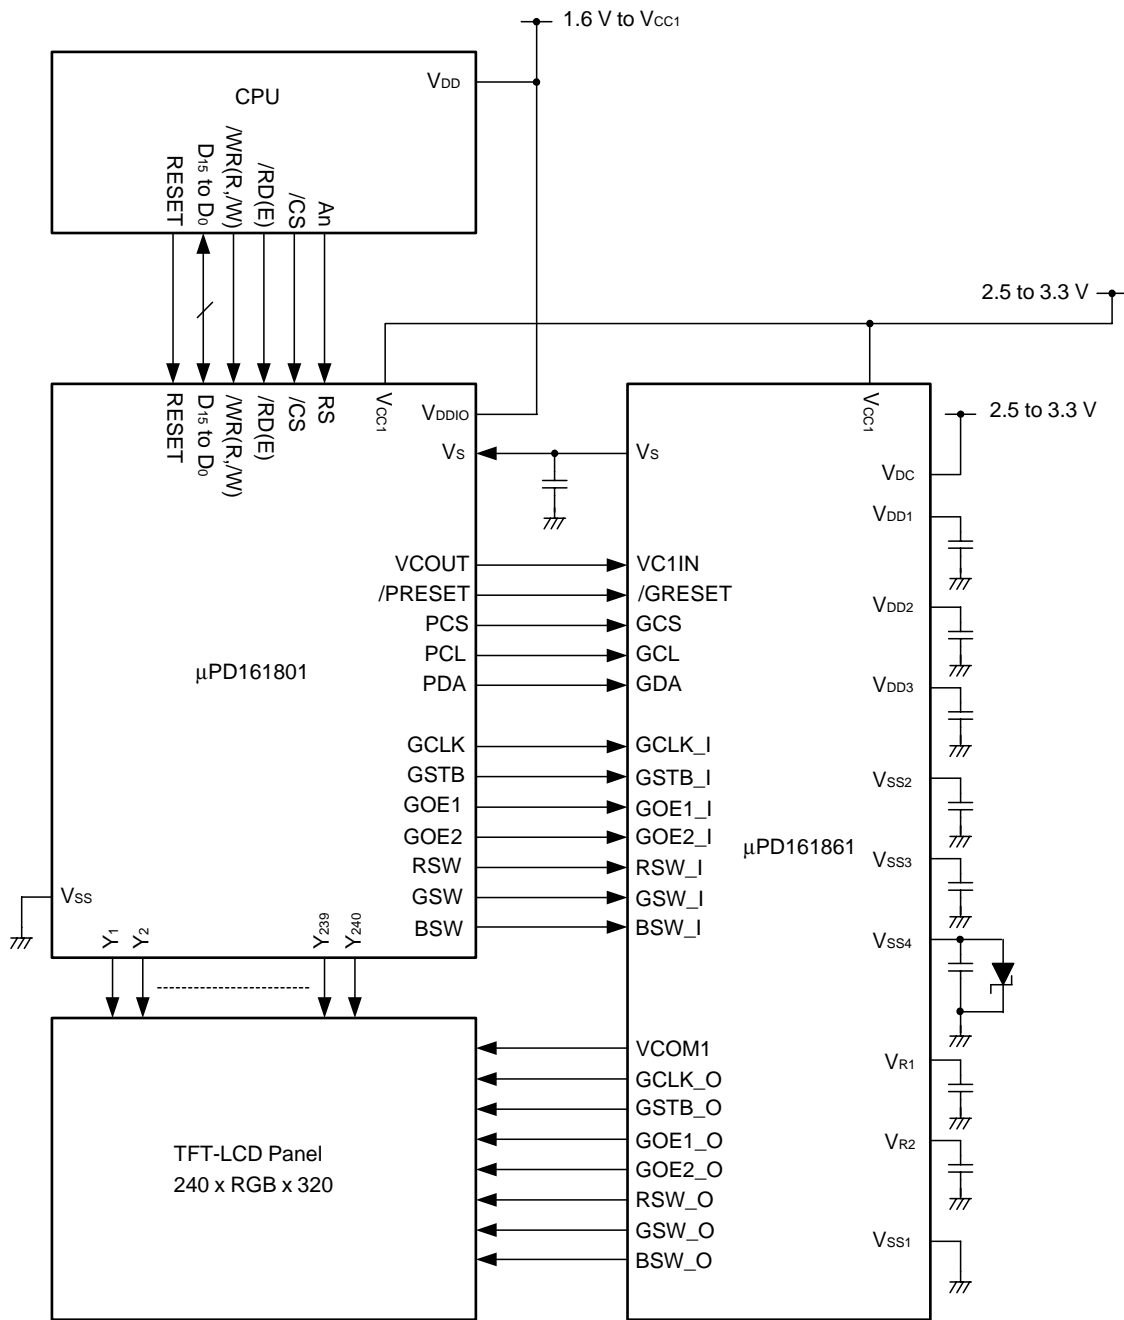 1.6 V to VCC1
CPU
VDD
RESET
D15 to D0
/WR(R,/W)
/RD(E)
/CS
An
2.5 to 3.3 V
RESET
D15 to D0
/WR(R,/W)
/RD(E)
/CS
RS
VCC1
VDDIO
VS
VS
VCC1
2.5 to 3.3 V
VDC
VDD1
VCOUT
VC1IN
/PRESET
/GRESET
VDD2
PCS
GCS
PCL
GCL
μPD161801
PDA
GDA
VDD3
GCLK
GCLK_I
GSTB
GSTB_I
VSS2
GOE1
GOE1_I
GOE2
GOE2_I
μPD161861
RSW
RSW_I
VSS3
VSS
GSW
GSW_I
BSW
BSW_I
Y1
Y2
Y239
Y240
VSS4
VCOM1
VR1
GCLK_O
GSTB_O
GOE1_O
VR2
TFT-LCD Panel
240 x RGB x 320
GOE2_O
RSW_O
GSW_O
VSS1
BSW_O